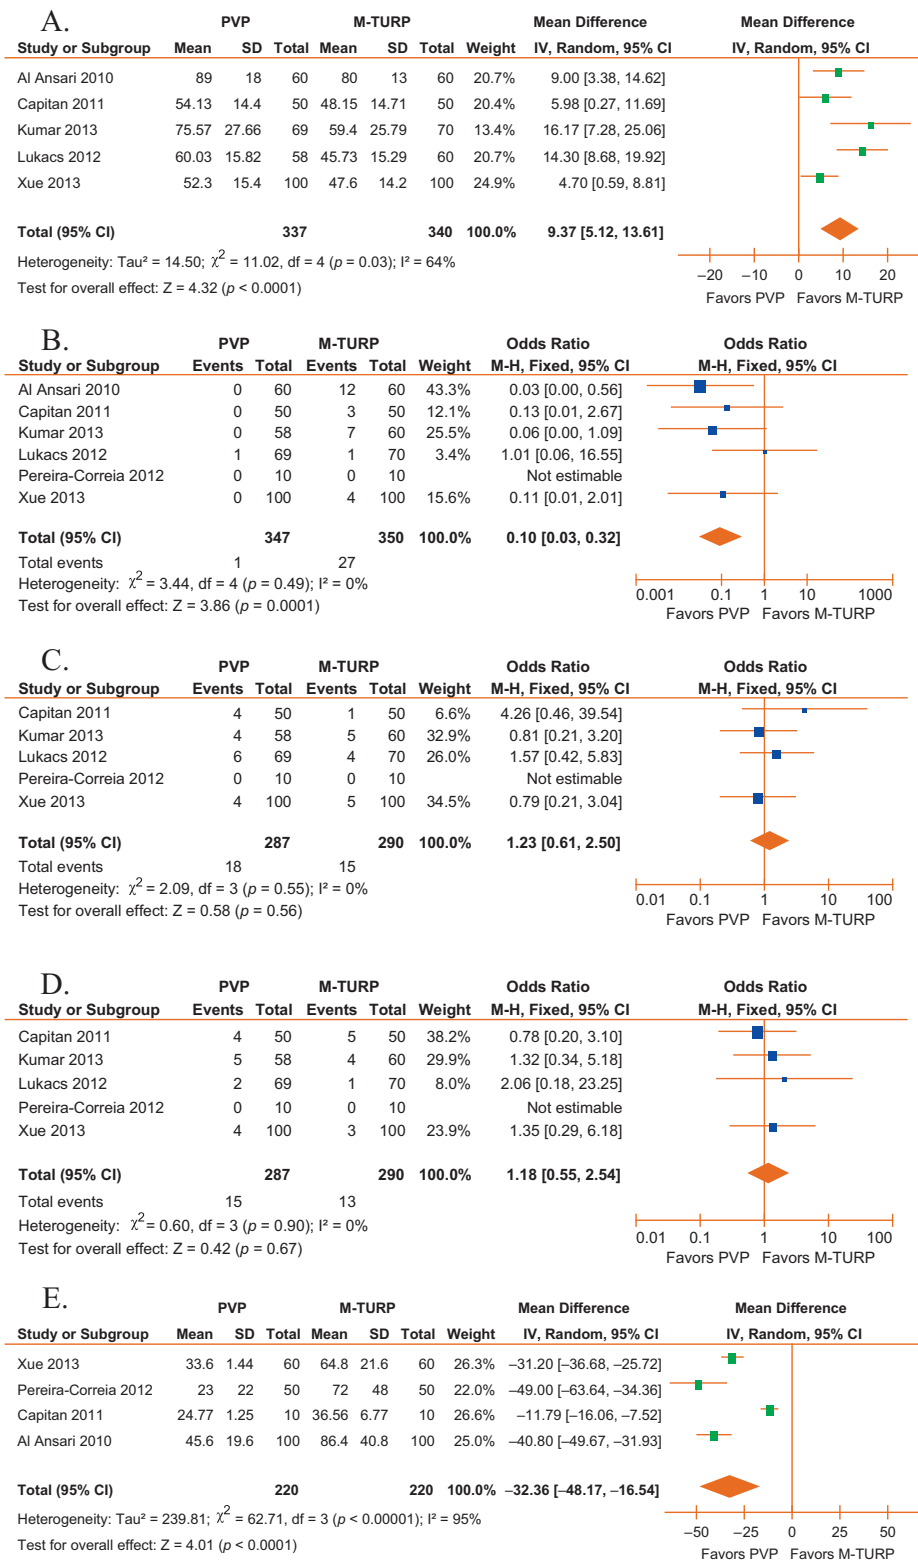 A.
PVP M-TURP Mean Difference Mean Difference
Study or Subgroup Mean SD Total Mean SD Total Weight IV, Random, 95% CI IV, Random, 95% CI
Al Ansari 2010 89 18 60 80 13 60 20.7% 9.00 [3.38, 14.62]
Capitan 2011 54.13 14.4 50 48.15 14.71 50 20.4% 5.98 [0.27, 11.69]
Kumar 2013 75.57 27.66 69 59.4 25.79 70 13.4% 16.17 [7.28, 25.06]
Lukacs 2012 60.03 15.82 58 45.73 15.29 60 20.7% 14.30 [8.68, 19.92]
Xue 2013 52.3 15.4 100 47.6 14.2 100 24.9% 4.70 [0.59, 8.81]
Total (95% CI) 337 340 100.0% 9.37 [5.12, 13.61]
Heterogeneity: Tau² = 14.50; χ² = 11.02, df = 4 (p = 0.03); I² = 64%
Test for overall effect: Z = 4.32 (p < 0.0001)
–20 –10 0 10 20
Favors PVP Favors M-TURP
B.
PVP M-TURP Odds Ratio Odds Ratio
Study or Subgroup Events Total Events Total Weight M-H, Fixed, 95% CI M-H, Fixed, 95% CI
Al Ansari 2010 0 60 12 60 43.3% 0.03 [0.00, 0.56]
Capitan 2011 0 50 3 50 12.1% 0.13 [0.01, 2.67]
Kumar 2013 0 58 7 60 25.5% 0.06 [0.00, 1.09]
Lukacs 2012 1 69 1 70 3.4% 1.01 [0.06, 16.55]
Pereira-Correia 2012 0 10 0 10 Not estimable
Xue 2013 0 100 4 100 15.6% 0.11 [0.01, 2.01]
Total (95% CI) 347 350 100.0% 0.10 [0.03, 0.32]
Total events 1 27
Heterogeneity: χ² = 3.44, df = 4 (p = 0.49); I² = 0%
Test for overall effect: Z = 3.86 (p = 0.0001)
0.001 0.1 1 10 1000
Favors PVP Favors M-TURP
C.
PVP M-TURP Odds Ratio Odds Ratio
Study or Subgroup Events Total Events Total Weight M-H, Fixed, 95% CI M-H, Fixed, 95% CI
Capitan 2011 4 50 1 50 6.6% 4.26 [0.46, 39.54]
Kumar 2013 4 58 5 60 32.9% 0.81 [0.21, 3.20]
Lukacs 2012 6 69 4 70 26.0% 1.57 [0.42, 5.83]
Pereira-Correia 2012 0 10 0 10 Not estimable
Xue 2013 4 100 5 100 34.5% 0.79 [0.21, 3.04]
Total (95% CI) 287 290 100.0% 1.23 [0.61, 2.50]
Total events 18 15
Heterogeneity: χ² = 2.09, df = 3 (p = 0.55); I² = 0%
Test for overall effect: Z = 0.58 (p = 0.56)
0.01 0.1 1 10 100
Favors PVP Favors M-TURP
D.
PVP M-TURP Odds Ratio Odds Ratio
Study or Subgroup Events Total Events Total Weight M-H, Fixed, 95% CI M-H, Fixed, 95% CI
Capitan 2011 4 50 5 50 38.2% 0.78 [0.20, 3.10]
Kumar 2013 5 58 4 60 29.9% 1.32 [0.34, 5.18]
Lukacs 2012 2 69 1 70 8.0% 2.06 [0.18, 23.25]
Pereira-Correia 2012 0 10 0 10 Not estimable
Xue 2013 4 100 3 100 23.9% 1.35 [0.29, 6.18]
Total (95% CI) 287 290 100.0% 1.18 [0.55, 2.54]
Total events 15 13
Heterogeneity: χ² = 0.60, df = 3 (p = 0.90); I² = 0%
Test for overall effect: Z = 0.42 (p = 0.67)
0.01 0.1 1 10 100
Favors PVP Favors M-TURP
E.
PVP M-TURP Mean Difference Mean Difference
Study or Subgroup Mean SD Total Mean SD Total Weight IV, Random, 95% CI IV, Random, 95% CI
Xue 2013 33.6 1.44 60 64.8 21.6 60 26.3% –31.20 [–36.68, –25.72]
Pereira-Correia 2012 23 22 50 72 48 50 22.0% –49.00 [–63.64, –34.36]
Capitan 2011 24.77 1.25 10 36.56 6.77 10 26.6% –11.79 [–16.06, –7.52]
Al Ansari 2010 45.6 19.6 100 86.4 40.8 100 25.0% –40.80 [–49.67, –31.93]
Total (95% CI) 220 220 100.0% –32.36 [–48.17, –16.54]
Heterogeneity: Tau² = 239.81; χ² = 62.71, df = 3 (p < 0.00001); I² = 95%
Test for overall effect: Z = 4.01 (p < 0.0001)
–50 –25 0 25 50
Favors PVP Favors M-TURP